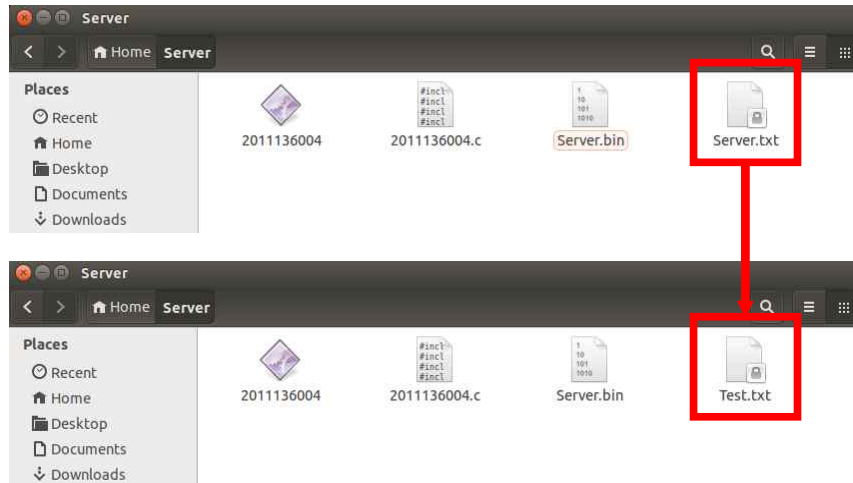 Server
Home Server
Places
Recent
Home
Desktop
Documents
Downloads
#incl
#incl
#incl
#incl
1
10
101
1010
2011136004 2011136004.c Server.bin Server.txt
Server
Home Server
Places
Recent
Home
Desktop
Documents
Downloads
#incl
#incl
#incl
#incl
1
10
101
1010
2011136004 2011136004.c Server.bin Test.txt